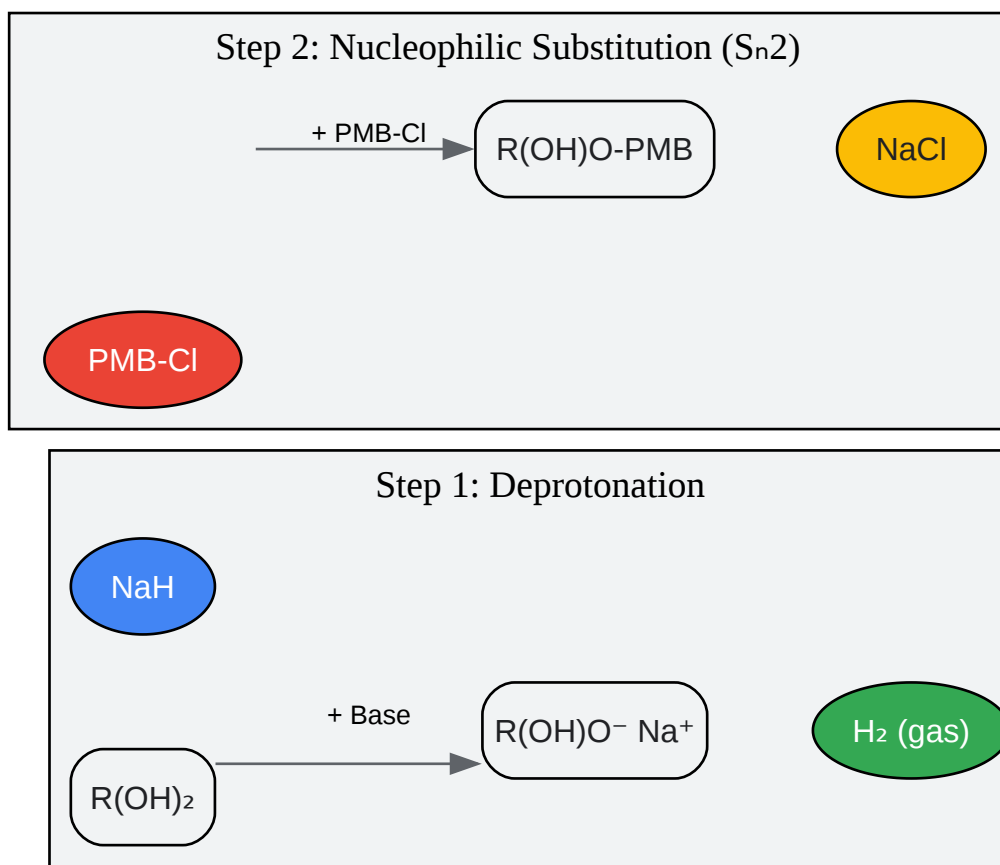 Step 2: Nucleophilic Substitution (Sₙ2)
+ PMB-Cl
R(OH)O-PMB
NaCl
PMB-Cl
Step 1: Deprotonation
NaH
+ Base
R(OH)O⁻ Na⁺
H₂ (gas)
R(OH)₂